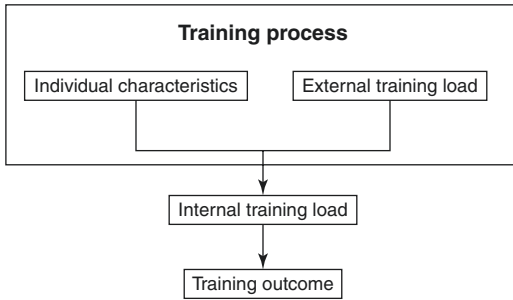 Training process
Individual characteristics
External training load
Internal training load
Training outcome